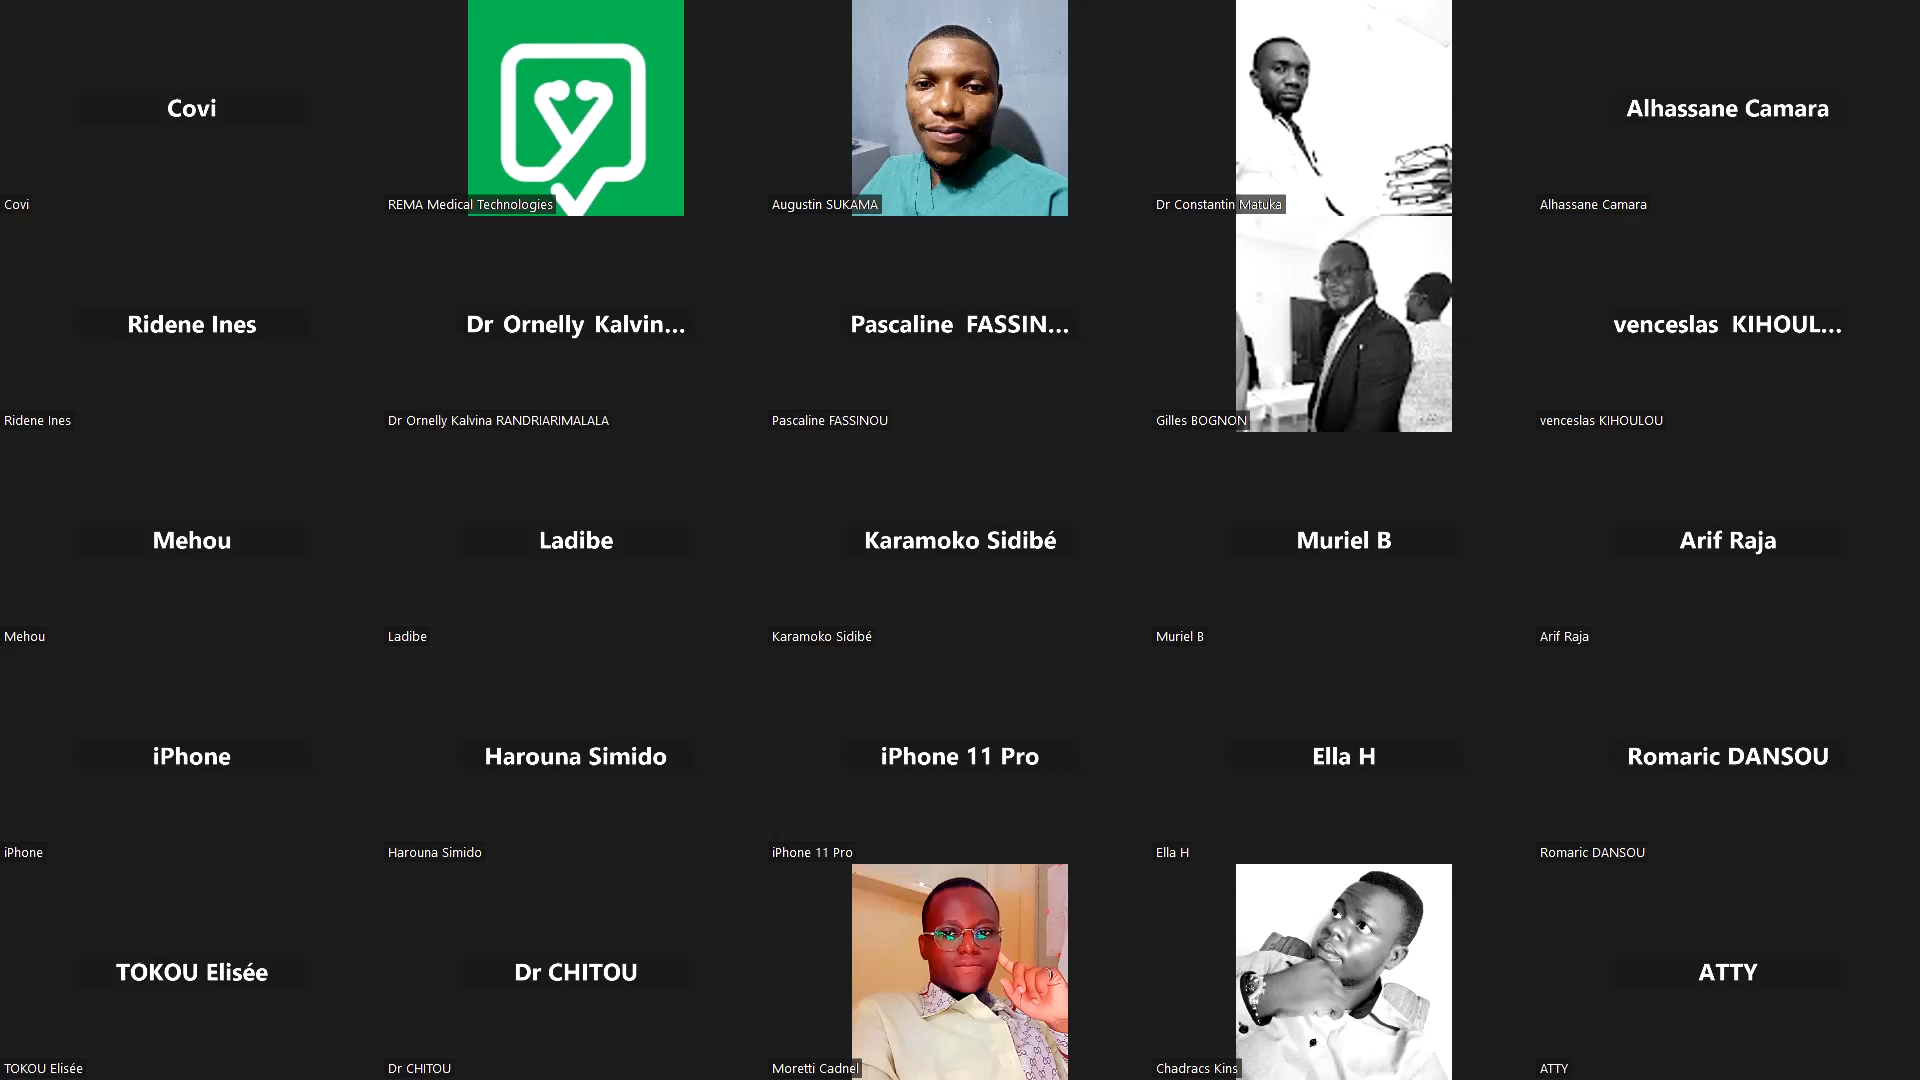 Covi
Covi
REMA Medical Technologies
Augustin SUKAMA
Dr Constantin Matuka
Alhassane Camara
Alhassane Camara
Ridene Ines
Ridene Ines
Dr Ornelly Kalvin...
Dr Ornelly Kalvina RANDRIARIMALALA
Pascaline FASSIN...
Pascaline FASSINOU
Gilles BOGNON
venceslas KIHOUL...
venceslas KIHOULOU
Mehou
Mehou
Ladibe
Ladibe
Karamoko Sidibé
Karamoko Sidibé
Muriel B
Muriel B
Arif Raja
Arif Raja
iPhone
iPhone
Harouna Simido
Harouna Simido
iPhone 11 Pro
iPhone 11 Pro
Ella H
Ella H
Romaric DANSOU
Romaric DANSOU
TOKOU Elisée
TOKOU Elisée
Dr CHITOU
Dr CHITOU
Moretti Cadnel
Chadracs Kins
ATTY
ATTY